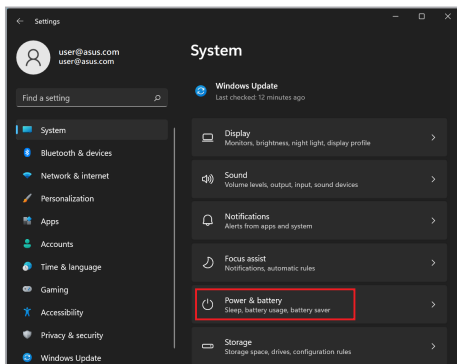 Settings
user@asus.com
user@asus.com
Find a setting
System
Bluetooth & devices
Network & internet
Personalization
Apps
Accounts
Time & language
Gaming
Accessibility
Privacy & security
Windows Update
System
Windows Update
Last checked: 12 minutes ago
Display
Monitors, brightness, night light, display profile
Sound
Volume levels, output, input, sound devices
Notifications
Alerts from apps and system
Focus assist
Notifications, automatic rules
Power & battery
Sleep, battery usage, battery saver
Storage
Storage space, drives, configuration rules